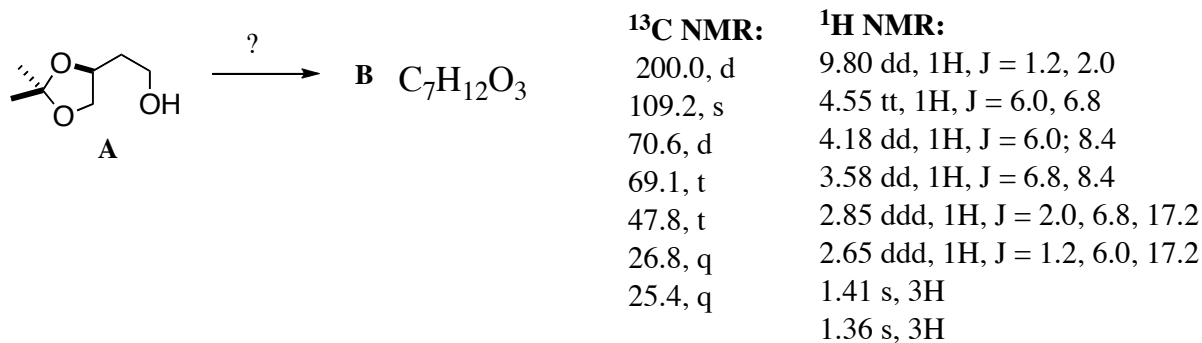 ¹³C NMR:
200.0, d
109.2, s
70.6, d
69.1, t
47.8, t
26.8, q
25.4, q
¹H NMR:
9.80 dd, 1H, J = 1.2, 2.0
4.55 tt, 1H, J = 6.0, 6.8
4.18 dd, 1H, J = 6.0; 8.4
3.58 dd, 1H, J = 6.8, 8.4
2.85 ddd, 1H, J = 2.0, 6.8, 17.2
2.65 ddd, 1H, J = 1.2, 6.0, 17.2
1.41 s, 3H
1.36 s, 3H
O
O
OH
A
?
B C₇H₁₂O₃